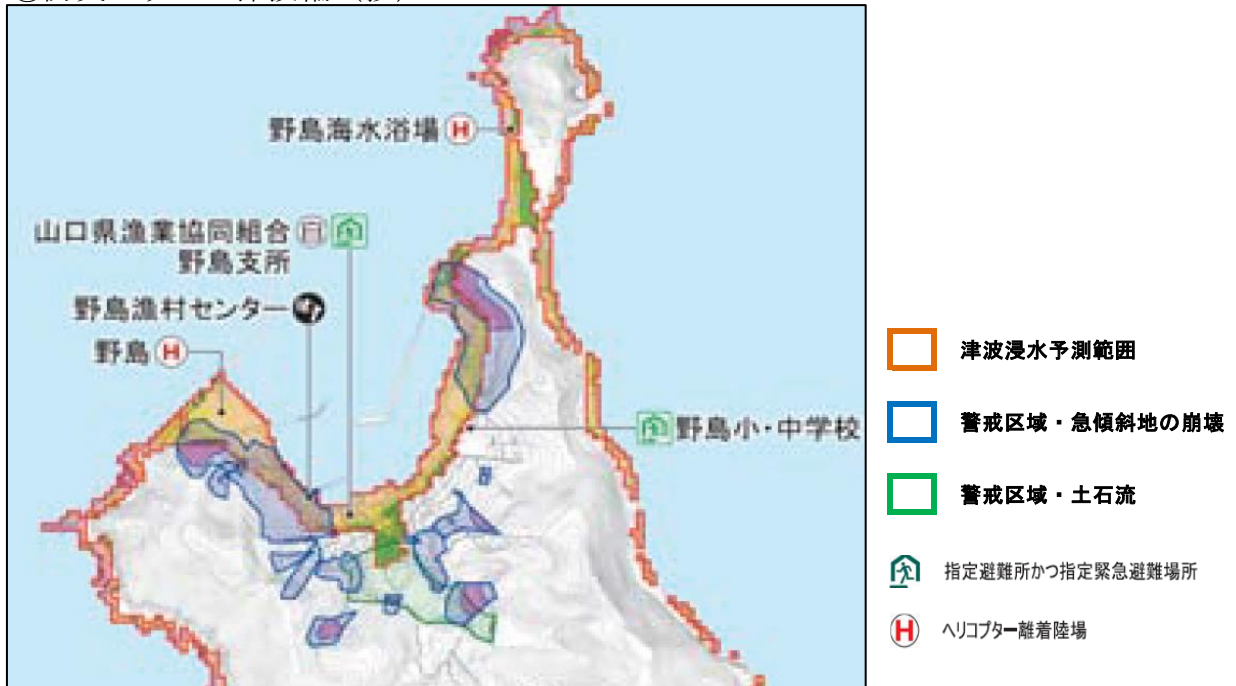 野島海水浴場 H
山口県漁業協同組合
野島支所
野島漁村センター
野島 H
野島小・中学校
津波浸水予測範囲
警戒区域・急傾斜地の崩壊
警戒区域・土石流
指定避難所かつ指定緊急避難場所
H ヘリコプター離着陸場